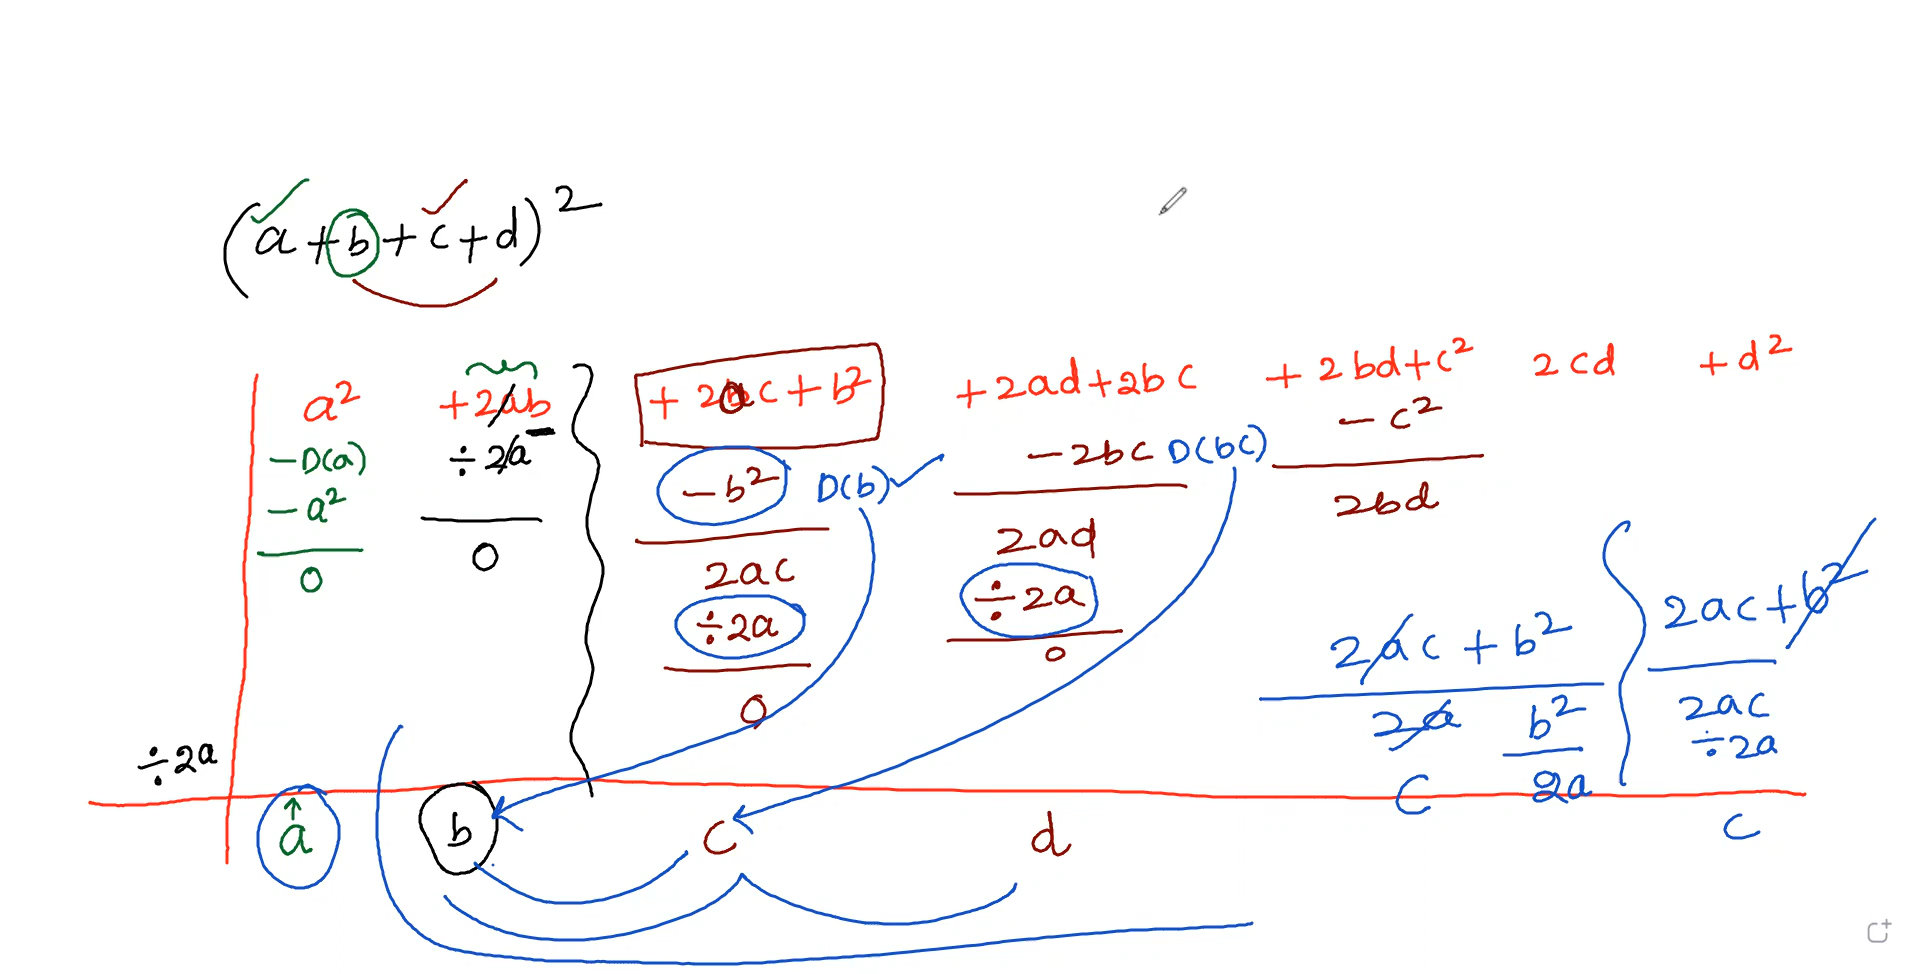 (a+b+c+d)²
a² +2ab +2ac+b² +2ad+2bc +2bd+c² 2cd +d²
-D(a) ÷2a -b² D(b) -2bc D(bc) -c²
-a²
0 0 2ac 2ad 2bd
÷2a ÷2a
0 0
2ac+b² 2ac+b²
2a b² 2ac
2a ÷2a
C C
÷2a
a b C d